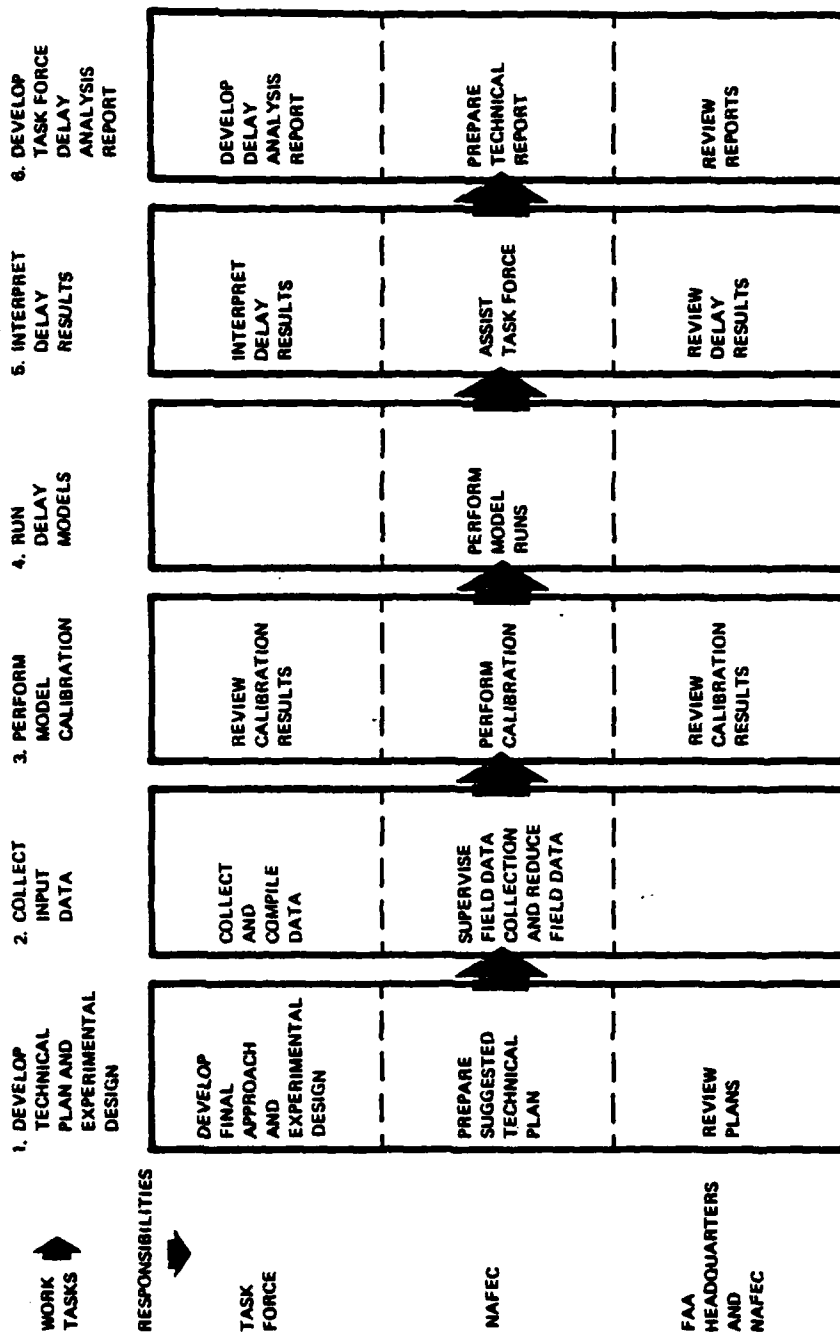 WORK
TASKS
1. DEVELOP
TECHNICAL
PLAN AND
EXPERIMENTAL
DESIGN
2. COLLECT
INPUT
DATA
3. PERFORM
MODEL
CALIBRATION
4. RUN
DELAY
MODELS
5. INTERPRET
DELAY
RESULTS
6. DEVELOP
TASK FORCE
DELAY
ANALYSIS
REPORT
RESPONSIBILITIES
TASK
FORCE
DEVELOP
FINAL
APPROACH
AND
EXPERIMENTAL
DESIGN
COLLECT
AND
COMPILE
DATA
REVIEW
CALIBRATION
RESULTS
INTERPRET
DELAY
RESULTS
DEVELOP
DELAY
ANALYSIS
REPORT
NAFEC
PREPARE
SUGGESTED
TECHNICAL
PLAN
SUPERVISE
FIELD DATA
COLLECTION
AND REDUCE
FIELD DATA
PERFORM
CALIBRATION
PERFORM
MODEL
RUNS
ASSIST
TASK FORCE
PREPARE
TECHNICAL
REPORT
FAA
HEADQUARTERS
AND
NAFEC
REVIEW
PLANS
REVIEW
CALIBRATION
RESULTS
REVIEW
DELAY
RESULTS
REVIEW
REPORTS